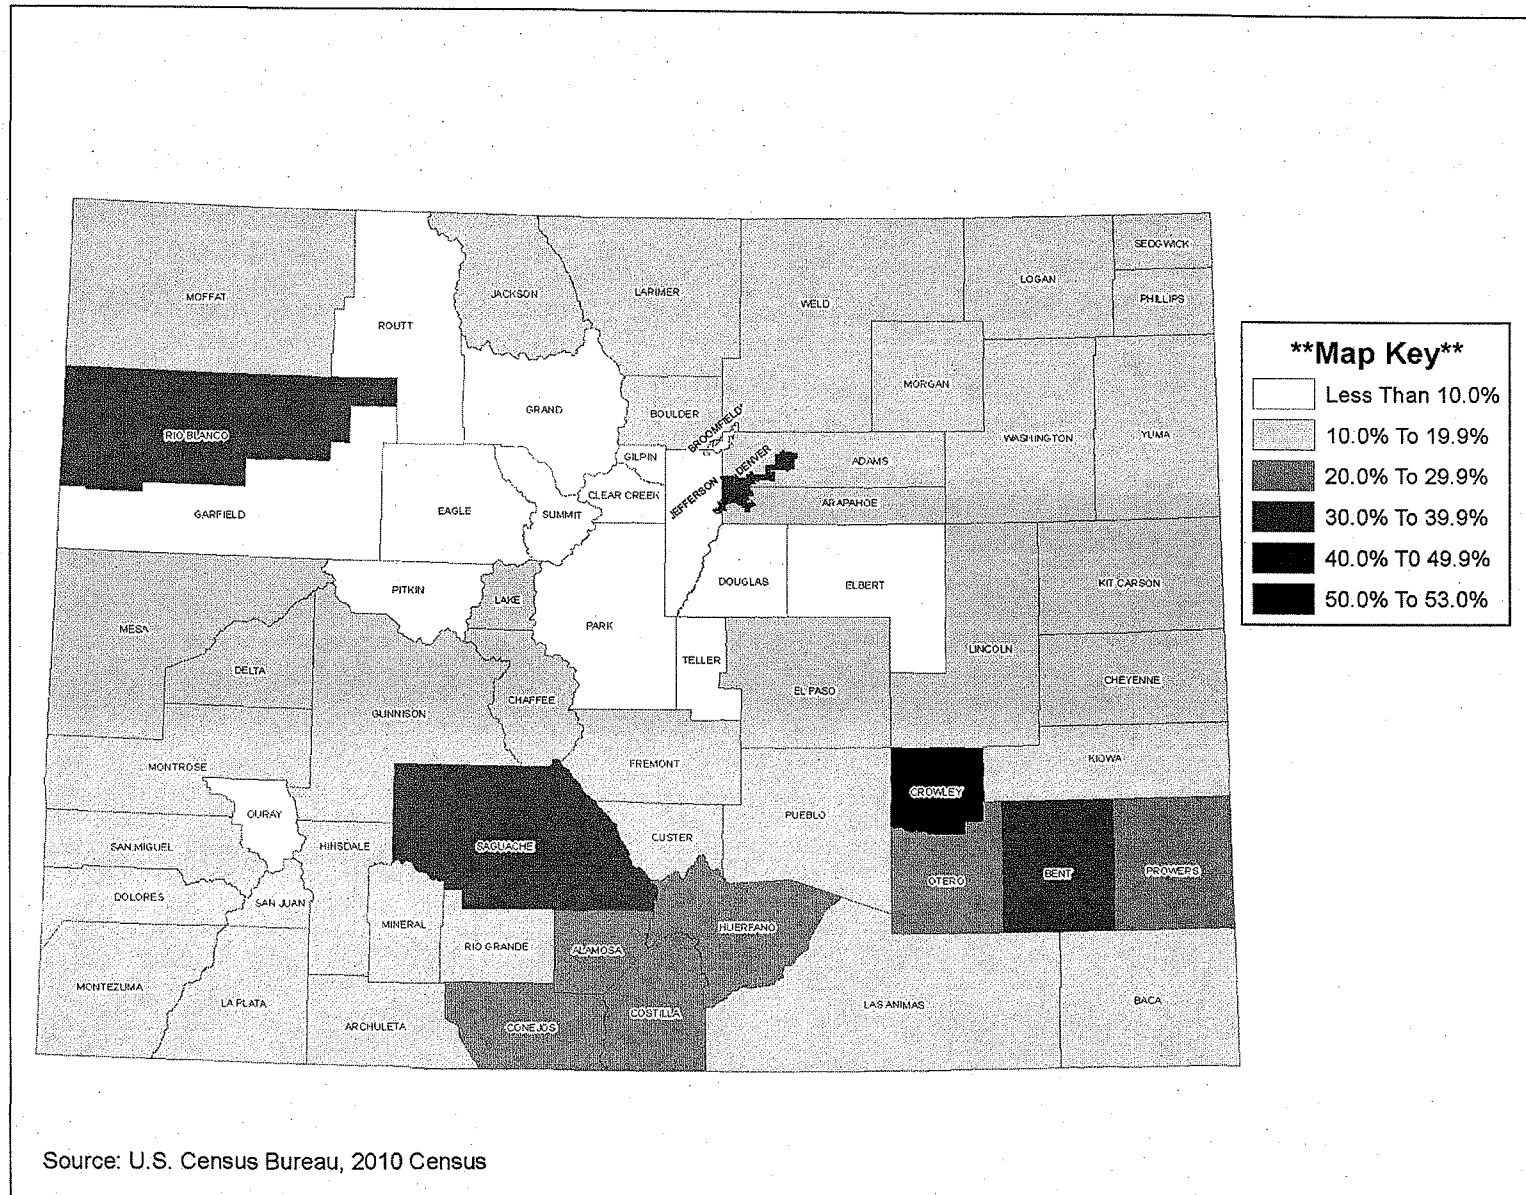 SEDGWICK
LOGAN
MOFFAT
JACKSON
LARIMER
PHILLIPS
WELD
ROUTT
**Map Key**
Less Than 10.0%
MORGAN
GRAND
BOULDER
BROOMFIELD*
10.0% To 19.9%
RIO BLANCO
WASHINGTON
YUMA
GILPIN
DENVER
ADAMS
20.0% To 29.9%
CLEAR CREEK
JEFFERSON
ARAPAHOE
GARFIELD
EAGLE
SUMMIT
30.0% To 39.9%
40.0% T0 49.9%
PITKIN
DOUGLAS
ELBERT
KIT CARSON
LAKE
50.0% To 53.0%
MESA
PARK
LINCOLN
DELTA
TELLER
CHEYENNE
CHAFFEE
EL PASO
GUNNISON
MONTROSE
FREMONT
KIOWA
CROWLEY
OURAY
PUEBLO
SAN MIGUEL
HINSDALE
SAGUACHE
CUSTER
DOLORES
SAN JUAN
OTERO
BENT
PROWERS
MINERAL
HUERFANO
RIO GRANDE
ALAMOSA
MONTEZUMA
LA PLATA
LAS ANIMAS
BACA
ARCHULETA
CONEJOS
COSTILLA
Source: U.S. Census Bureau, 2010 Census